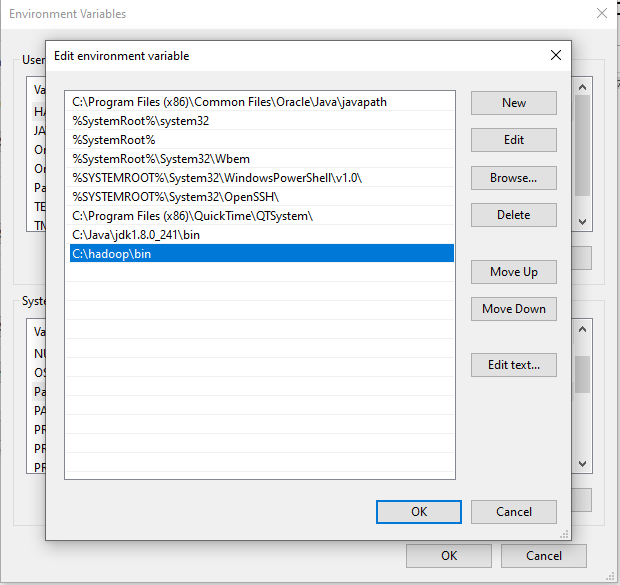 Environment Variables
Edit environment variable
User
Va
HA
JA
On
On
Pa
TE
TM
C:\Program Files (x86)\Common Files\Oracle\Java\javapath
%SystemRoot%\system32
%SystemRoot%
%SystemRoot%\System32\Wbem
%SYSTEMROOT%\System32\WindowsPowerShell\v1.0\
%SYSTEMROOT%\System32\OpenSSH\
C:\Program Files (x86)\QuickTime\QTSystem\
C:\Java\jdk1.8.0_241\bin
C:\hadoop\bin
New
Edit
Browse...
Delete
Move Up
Move Down
Edit text...
Syste
Va
NU
OS
Pa
PA
PR
PR
PR
OK
Cancel
OK
Cancel